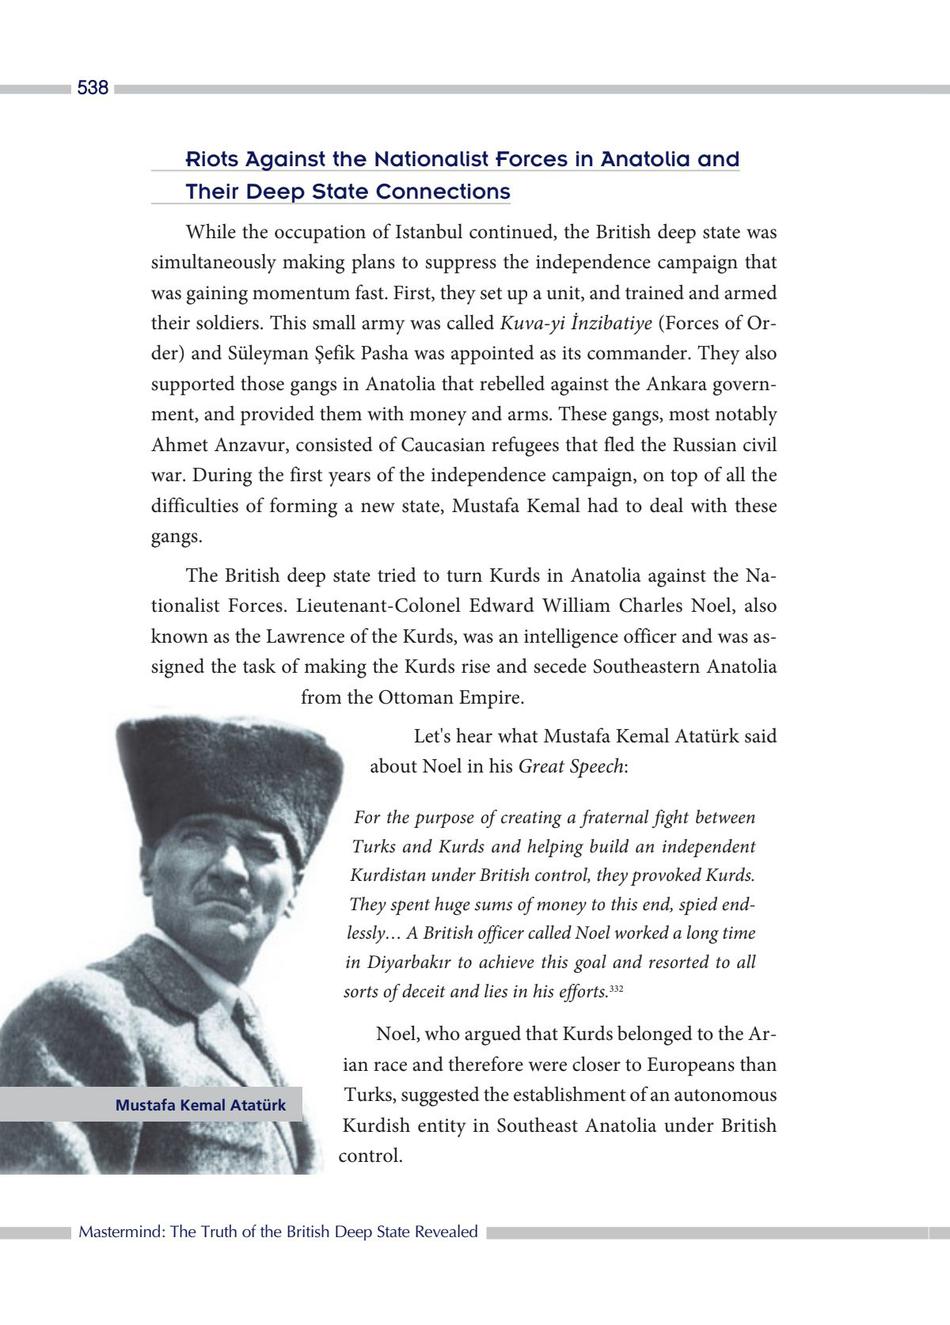 538
Riots Against the Nationalist Forces in Anatolia and
Their Deep State Connections
While the occupation of Istanbul continued, the British deep state was
simultaneously making plans to suppress the independence campaign that
was gaining momentum fast. First, they set up a unit, and trained and armed
their soldiers. This small army was called Kuva-yi İnzibatiye (Forces of Or-
der) and Süleyman Şefik Pasha was appointed as its commander. They also
supported those gangs in Anatolia that rebelled against the Ankara govern-
ment, and provided them with money and arms. These gangs, most notably
Ahmet Anzavur, consisted of Caucasian refugees that fled the Russian civil
war. During the first years of the independence campaign, on top of all the
difficulties of forming a new state, Mustafa Kemal had to deal with these
gangs.
The British deep state tried to turn Kurds in Anatolia against the Na-
tionalist Forces. Lieutenant-Colonel Edward William Charles Noel, also
known as the Lawrence of the Kurds, was an intelligence officer and was as-
signed the task of making the Kurds rise and secede Southeastern Anatolia
from the Ottoman Empire.
Let's hear what Mustafa Kemal Atatürk said
about Noel in his Great Speech:
For the purpose of creating a fraternal fight between
Turks and Kurds and helping build an independent
Kurdistan under British control, they provoked Kurds.
They spent huge sums of money to this end, spied end-
lessly… A British officer called Noel worked a long time
in Diyarbakır to achieve this goal and resorted to all
sorts of deceit and lies in his efforts.332
Noel, who argued that Kurds belonged to the Ar-
ian race and therefore were closer to Europeans than
Turks, suggested the establishment of an autonomous
Kurdish entity in Southeast Anatolia under British
control.
Mustafa Kemal Atatürk
Mastermind: The Truth of the British Deep State Revealed